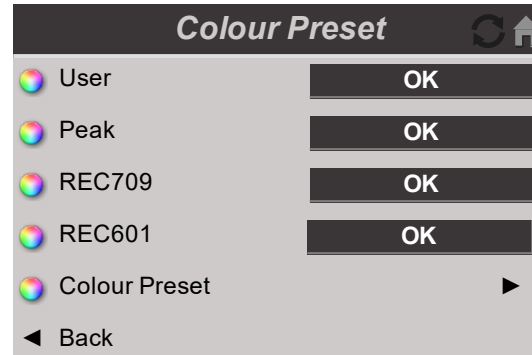 Colour Preset
User OK
Peak OK
REC709 OK
REC601 OK
Colour Preset ►
◄ Back